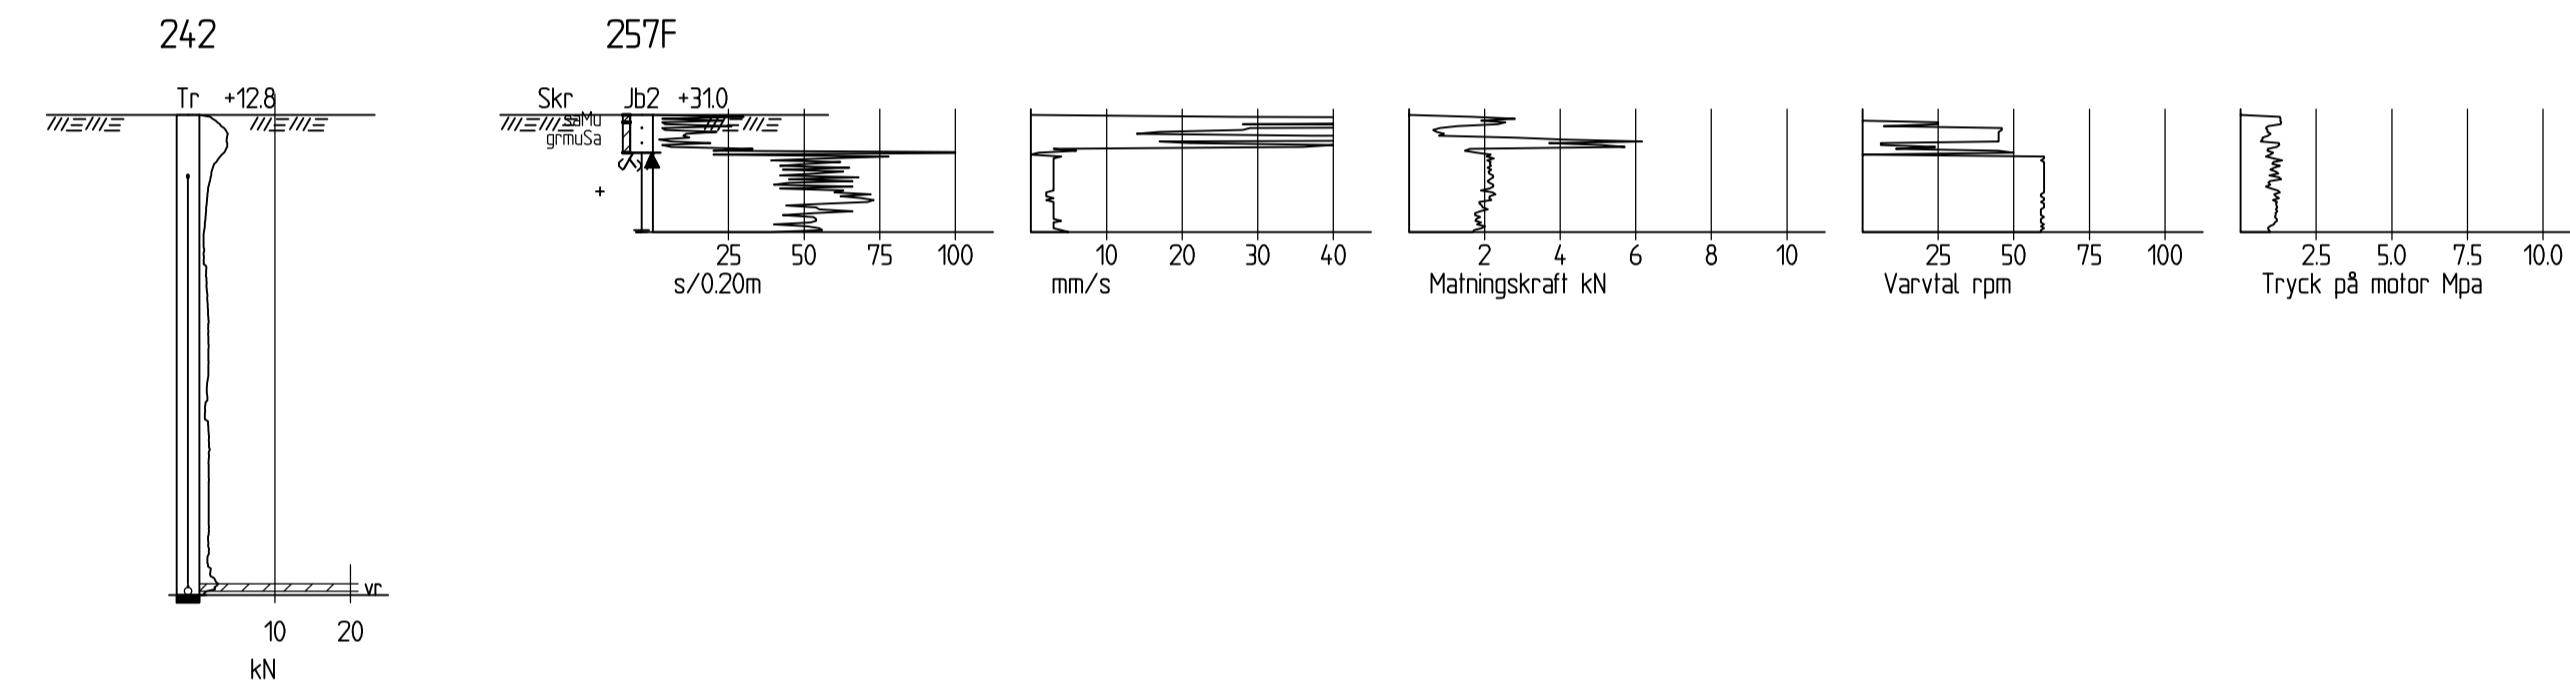 242
257F
Tr +12.8
Skr Jb2 +31.0
saMu
grmuSa
vr
10 20
kN
25 50 75 100
s/0.20m
10 20 30 40
mm/s
2 4 6 8 10
Matningskraft kN
25 50 75 100
Varvtal rpm
2.5 5.0 7.5 10.0
Tryck på motor Mpa